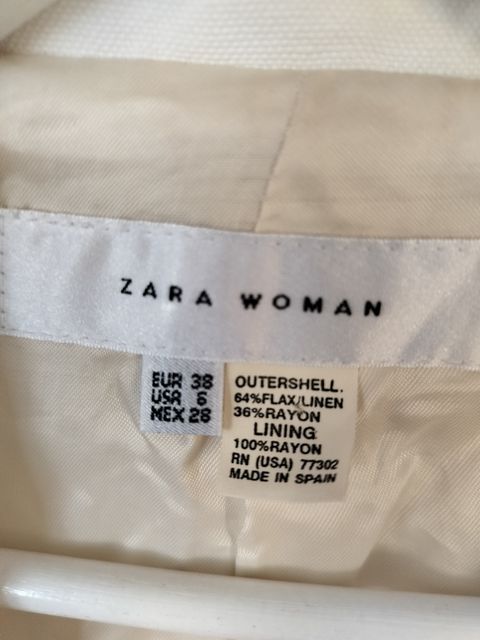 ZARA WOMAN
EUR 38
USA 6
MEX 28
OUTERSHELL.
64%FLAX/LINEN
36%RAYON
LINING
100%RAYON
RN (USA) 77302
MADE IN SPAIN